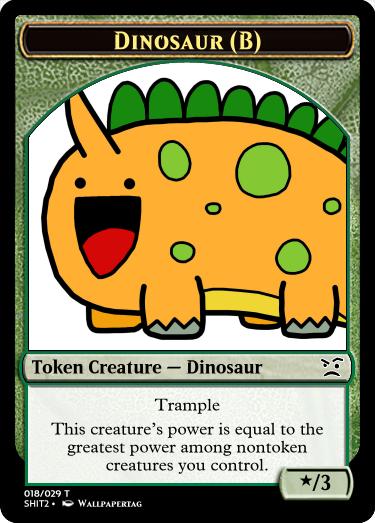 DINOSAUR (B)
Token Creature — Dinosaur
Trample
This creature's power is equal to the
greatest power among nontoken
creatures you control.
★/3
018/029 T
SHIT2 • WALLPAPERTAG